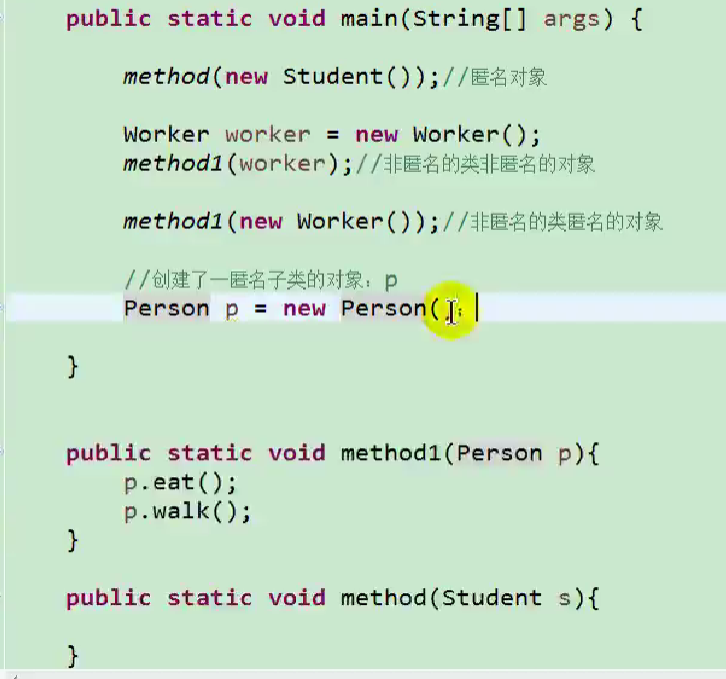 public static void main(String[] args) {
method(new Student());//匿名对象
Worker worker = new Worker();
method1(worker);//非匿名的类非匿名的对象
method1(new Worker());//非匿名的类匿名的对象
//创建了一匿名子类的对象：p
Person p = new Person();
}
public static void method1(Person p){
p.eat();
p.walk();
}
public static void method(Student s){
}